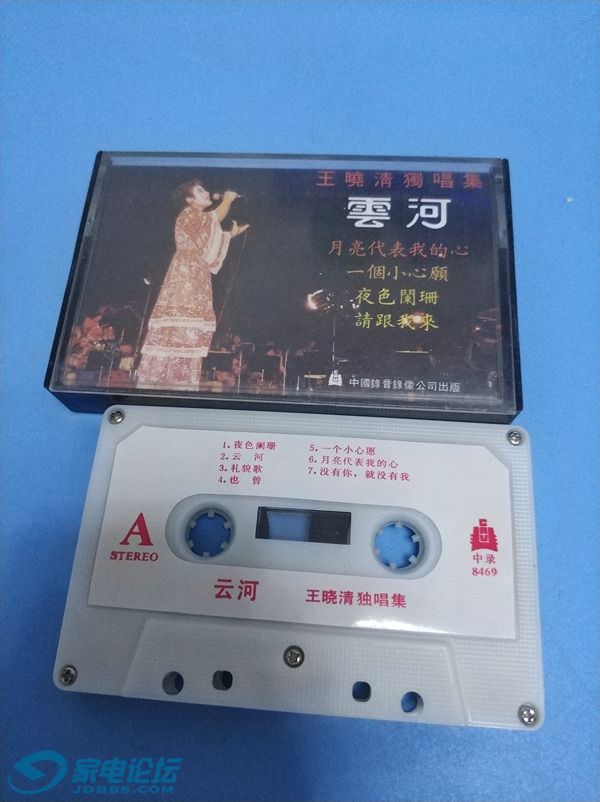 王曉淸獨唱集
雲河
月亮代表我的心
一個小心願
夜色闌珊
請跟我來
中國錄音錄像公司出版
1.夜色阑珊
2.云 河
3.礼貌歌
4.也 曾
5.一个小心愿
6.月亮代表我的心
7.没有你，就没有我
A
STEREO
中录
8469
云河 王晓清独唱集
家电论坛
JDBBS.COM